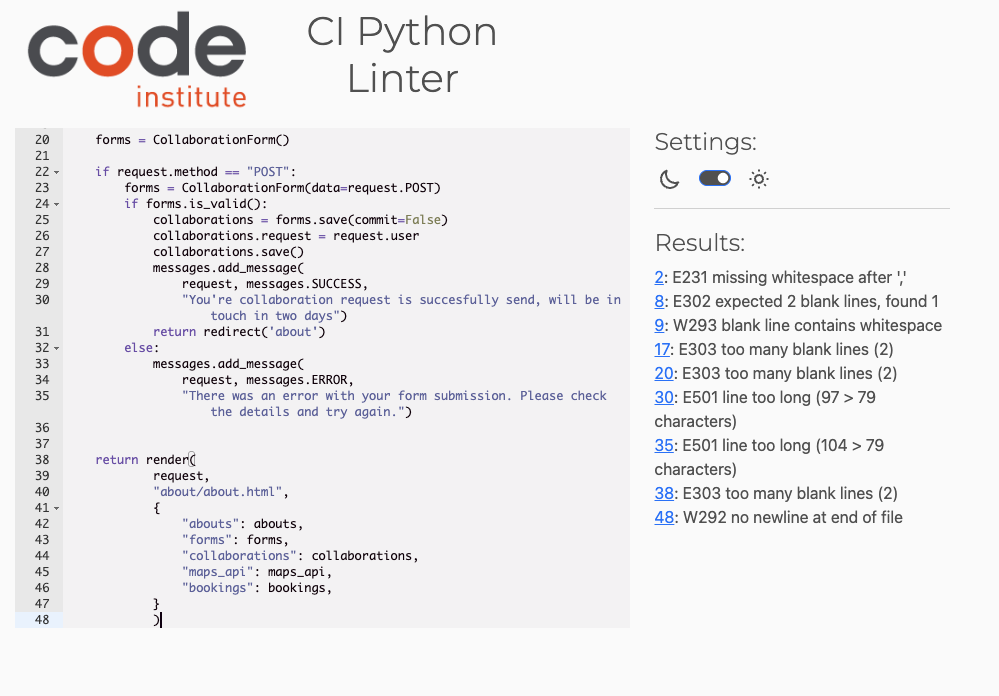 code
institute
CI Python
Linter
20 forms = CollaborationForm()
21
22 if request.method == "POST":
23 forms = CollaborationForm(data=request.POST)
24 if forms.is_valid():
25 collaborations = forms.save(commit=False)
26 collaborations.request = request.user
27 collaborations.save()
28 messages.add_message(
29 request, messages.SUCCESS,
30 "You're collaboration request is succesfully send, will be in
touch in two days")
31 return redirect('about')
32 else:
33 messages.add_message(
34 request, messages.ERROR,
35 "There was an error with your form submission. Please check
the details and try again.")
36
37
38 return render(
39 request,
40 "about/about.html",
41 {
42 "abouts": abouts,
43 "forms": forms,
44 "collaborations": collaborations,
45 "maps_api": maps_api,
46 "bookings": bookings,
47 }
48 )
Settings:
Results:
2: E231 missing whitespace after ','
8: E302 expected 2 blank lines, found 1
9: W293 blank line contains whitespace
17: E303 too many blank lines (2)
20: E303 too many blank lines (2)
30: E501 line too long (97 > 79
characters)
35: E501 line too long (104 > 79
characters)
38: E303 too many blank lines (2)
48: W292 no newline at end of file